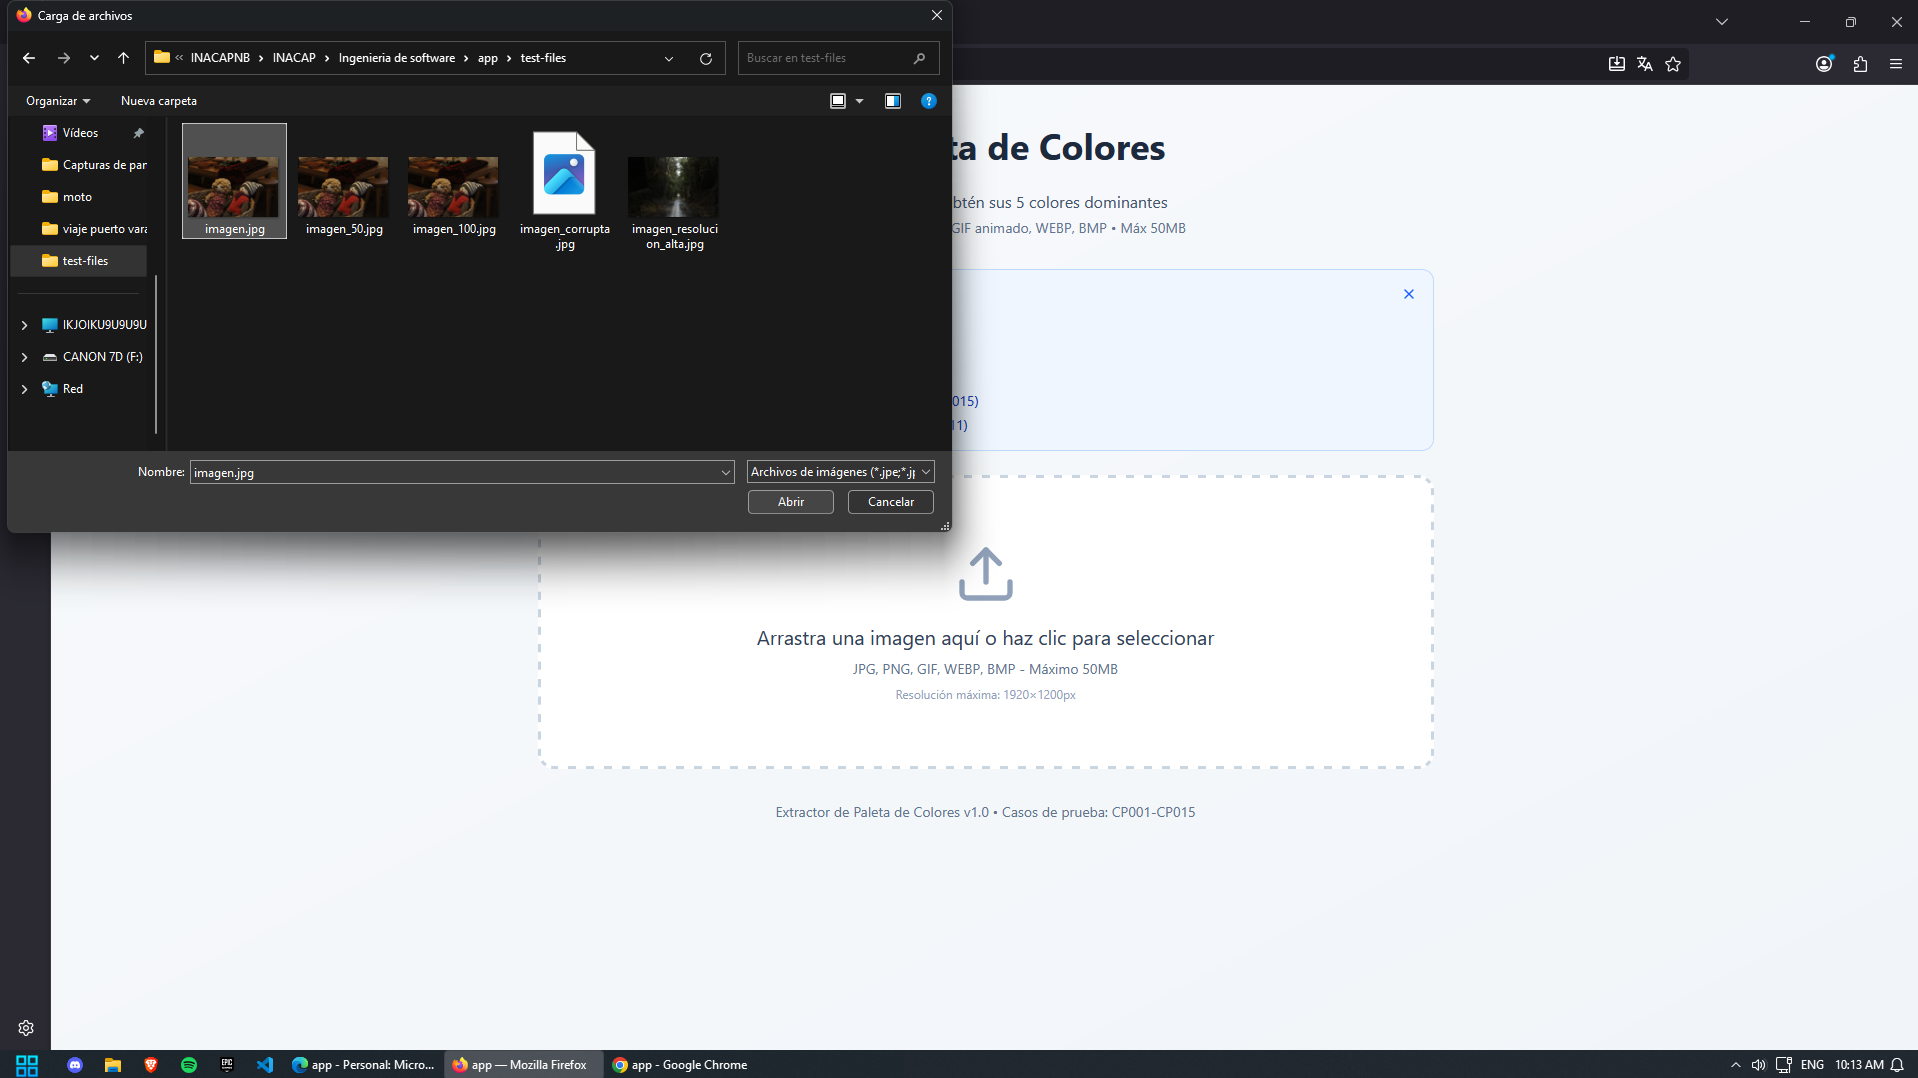 Carga de archivos
« INACAPNB > INACAP > Ingenieria de software > app > test-files
Buscar en test-files
Organizar
Nueva carpeta
Vídeos
Capturas de par
moto
viaje puerto vara
test-files
IKJOIKU9U9U9U
CANON 7D (F:)
Red
imagen.jpg
imagen_50.jpg
imagen_100.jpg
imagen_corrupta
.jpg
imagen_resoluci
on_alta.jpg
Nombre:
imagen.jpg
Archivos de imágenes (*.jpe;*.jp
Abrir
Cancelar
ta de Colores
btén sus 5 colores dominantes
GIF animado, WEBP, BMP • Máx 50MB
015)
11)
Arrastra una imagen aquí o haz clic para seleccionar
JPG, PNG, GIF, WEBP, BMP - Máximo 50MB
Resolución máxima: 1920×1200px
Extractor de Paleta de Colores v1.0 • Casos de prueba: CP001-CP015
EPIC
app - Personal: Micro...
app — Mozilla Firefox
app - Google Chrome
ENG
10:13 AM